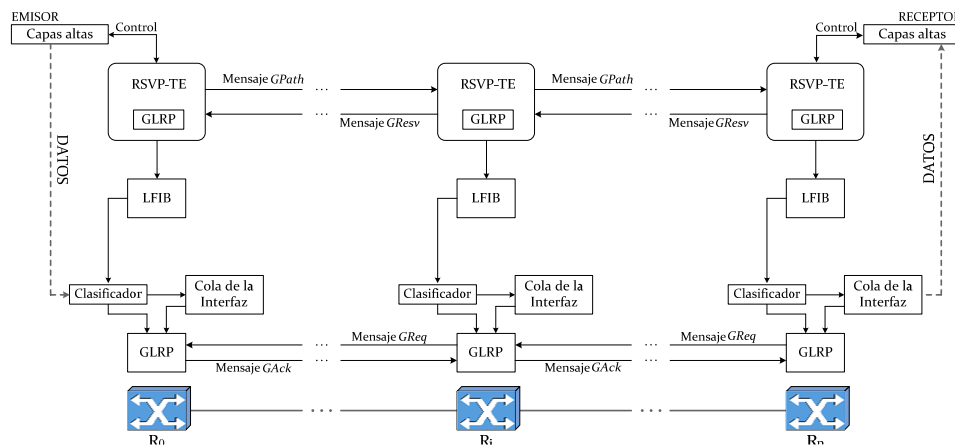 EMISOR
RECEPTOR
Capas altas
Control
Control
Capas altas
RSVP-TE
Mensaje GPath
...
RSVP-TE
Mensaje GPath
...
RSVP-TE
GLRP
Mensaje GResv
GLRP
Mensaje GResv
GLRP
DATOS
DATOS
LFIB
LFIB
LFIB
Clasificador
Cola de la
Interfaz
Clasificador
Cola de la
Interfaz
Clasificador
Cola de la
Interfaz
GLRP
...
Mensaje GReq
GLRP
...
Mensaje GReq
GLRP
Mensaje GAck
...
Mensaje GAck
...
...
...
R0
Ri
Rn